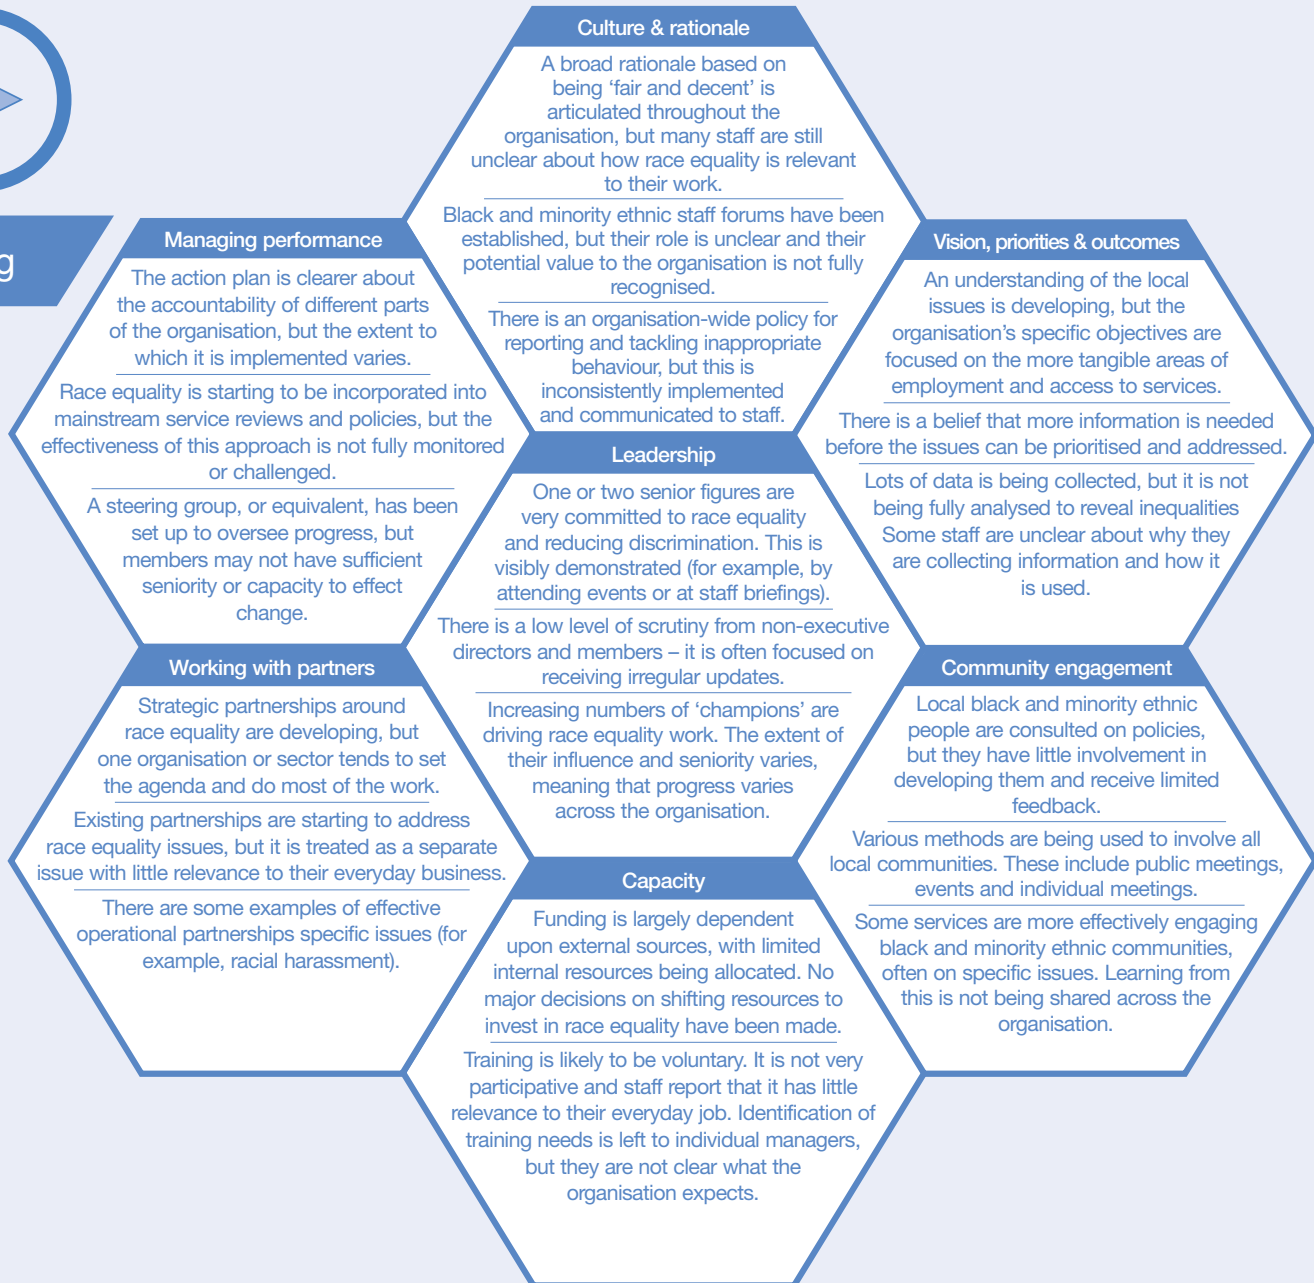 Culture & rationale
A broad rationale based on
being ‘fair and decent’ is
articulated throughout the
organisation, but many staff are still
unclear about how race equality is relevant
to their work.
Black and minority ethnic staff forums have been
established, but their role is unclear and their
potential value to the organisation is not fully
recognised.
There is an organisation-wide policy for
reporting and tackling inappropriate
behaviour, but this is
inconsistently implemented
and communicated to staff.
Managing performance
The action plan is clearer about
the accountability of different parts
of the organisation, but the extent to
which it is implemented varies.
Race equality is starting to be incorporated into
mainstream service reviews and policies, but the
effectiveness of this approach is not fully monitored
or challenged.
A steering group, or equivalent, has been
set up to oversee progress, but
members may not have sufficient
seniority or capacity to effect
change.
Vision, priorities & outcomes
An understanding of the local
issues is developing, but the
organisation’s specific objectives are
focused on the more tangible areas of
employment and access to services.
There is a belief that more information is needed
before the issues can be prioritised and addressed.
Lots of data is being collected, but it is not
being fully analysed to reveal inequalities
Some staff are unclear about why they
are collecting information and how it
is used.
Leadership
One or two senior figures are
very committed to race equality
and reducing discrimination. This is
visibly demonstrated (for example, by
attending events or at staff briefings).
There is a low level of scrutiny from non-executive
directors and members – it is often focused on
receiving irregular updates.
Increasing numbers of ‘champions’ are
driving race equality work. The extent of
their influence and seniority varies,
meaning that progress varies
across the organisation.
Working with partners
Strategic partnerships around
race equality are developing, but
one organisation or sector tends to set
the agenda and do most of the work.
Existing partnerships are starting to address
race equality issues, but it is treated as a separate
issue with little relevance to their everyday business.
There are some examples of effective
operational partnerships specific issues (for
example, racial harassment).
Community engagement
Local black and minority ethnic
people are consulted on policies,
but they have little involvement in
developing them and receive limited
feedback.
Various methods are being used to involve all
local communities. These include public meetings,
events and individual meetings.
Some services are more effectively engaging
black and minority ethnic communities,
often on specific issues. Learning from
this is not being shared across the
organisation.
Capacity
Funding is largely dependent
upon external sources, with limited
internal resources being allocated. No
major decisions on shifting resources to
invest in race equality have been made.
Training is likely to be voluntary. It is not very
participative and staff report that it has little
relevance to their everyday job. Identification of
training needs is left to individual managers,
but they are not clear what the
organisation expects.